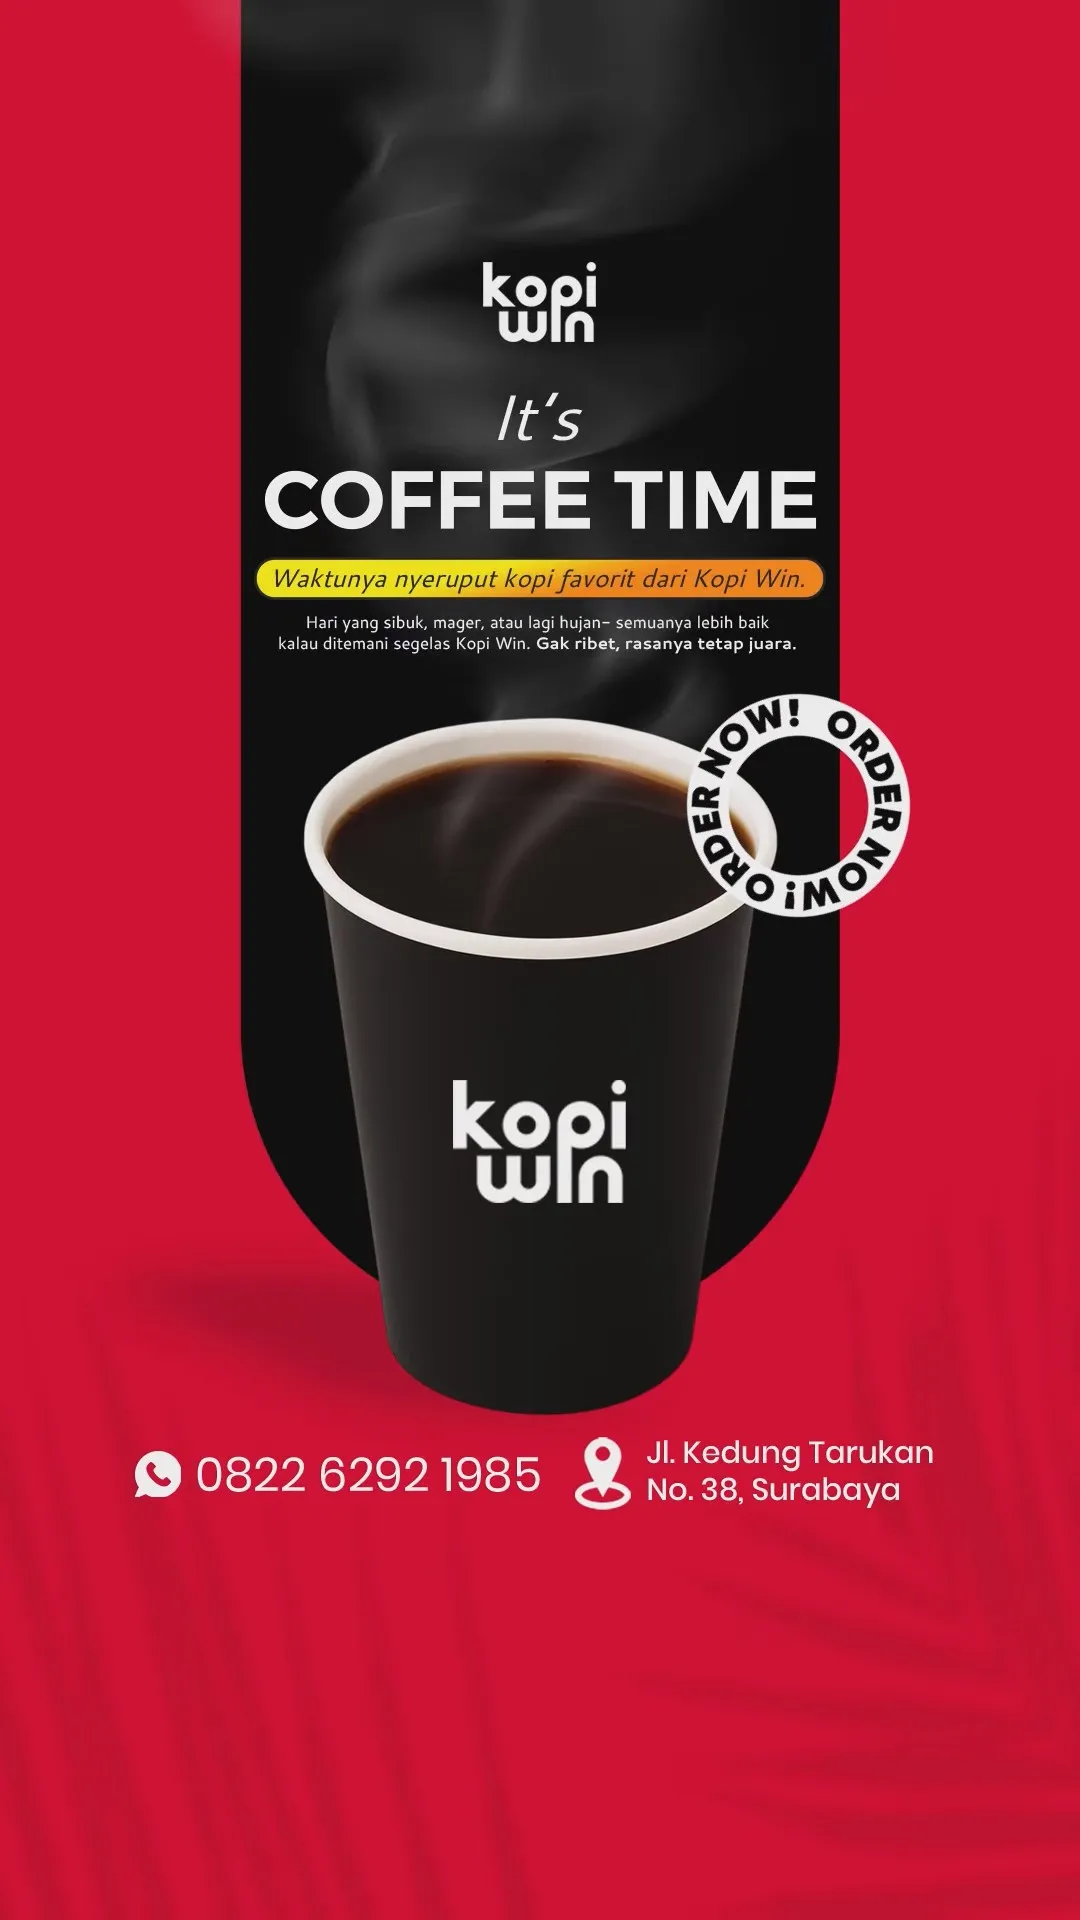 kopi
win
It's
COFFEE TIME
Waktunya nyeruput kopi favorit dari Kopi Win.
Hari yang sibuk, mager, atau lagi hujan– semuanya lebih baik
kalau ditemani segelas Kopi Win. Gak ribet, rasanya tetap juara.
ORDER NOW! ORDER NOW! ORDER NOW!
kopi
win
0822 6292 1985
Jl. Kedung Tarukan
No. 38, Surabaya